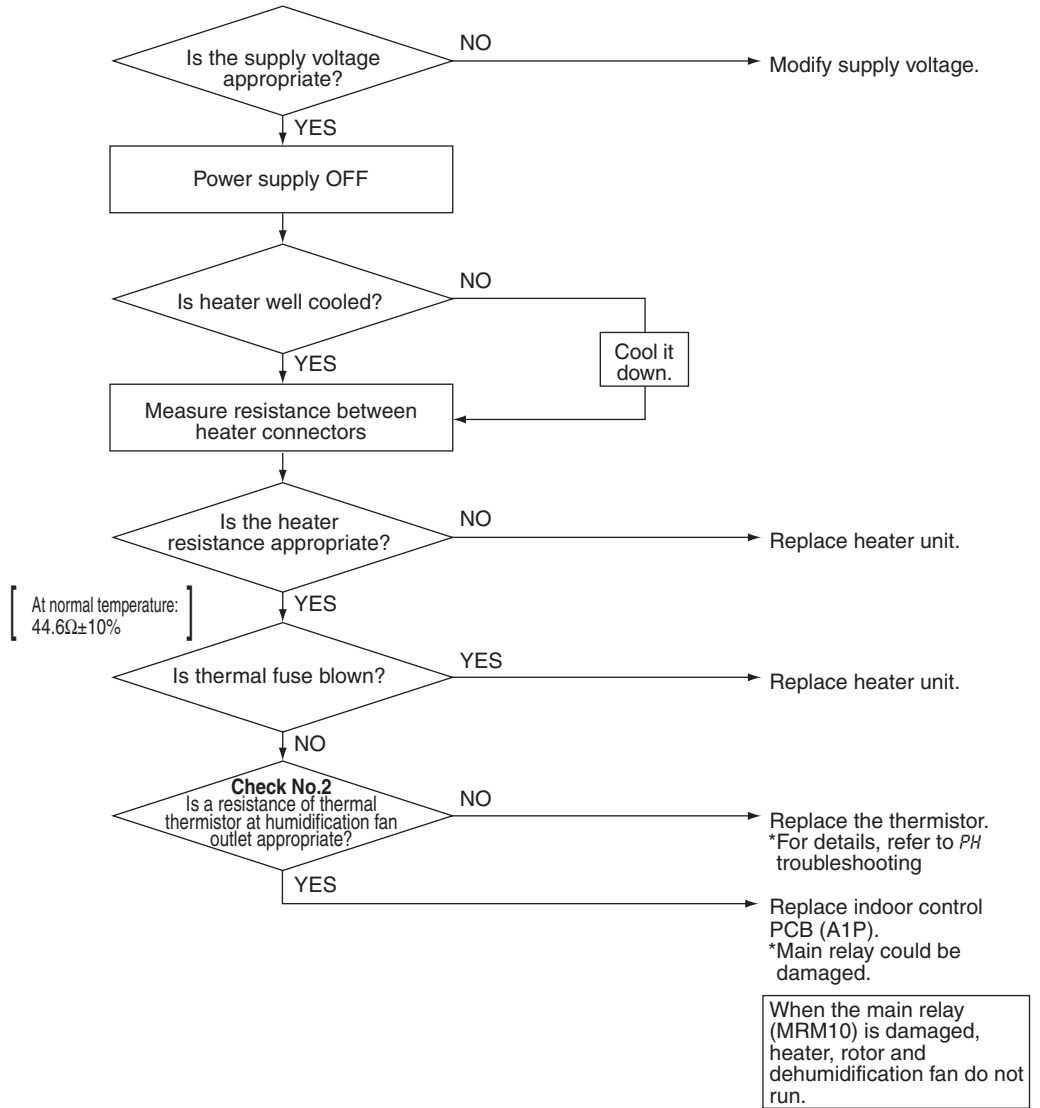 Is the supply voltage
appropriate?
NO
Modify supply voltage.
YES
Power supply OFF
Is heater well cooled?
NO
Cool it
down.
YES
Measure resistance between
heater connectors
Is the heater
resistance appropriate?
NO
Replace heater unit.
At normal temperature:
44.6Ω±10%
YES
Is thermal fuse blown?
YES
Replace heater unit.
NO
Check No.2
Is a resistance of thermal
thermistor at humidification fan
outlet appropriate?
NO
Replace the thermistor.
*For details, refer to PH
troubleshooting
YES
Replace indoor control
PCB (A1P).
*Main relay could be
damaged.
When the main relay
(MRM10) is damaged,
heater, rotor and
dehumidification fan do not
run.